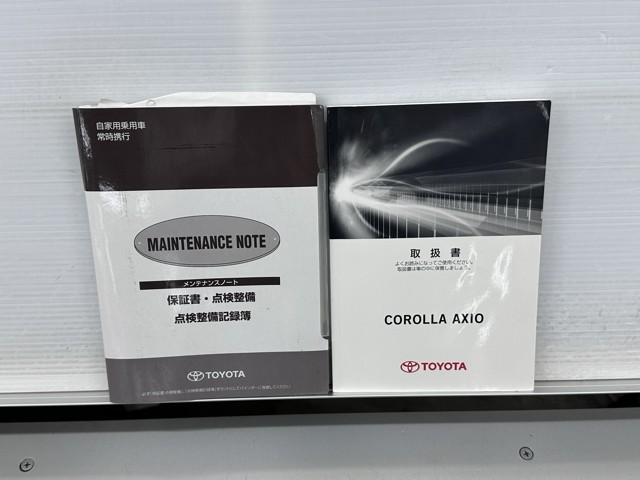 自家用乗用車
常時携行
MAINTENANCE NOTE
メンテナンスノート
保証書・点検整備
点検整備記録簿
TOYOTA
取扱書
よくお読みになってご使用ください。
取扱書は車の中に保管しましょう。
COROLLA AXIO
TOYOTA